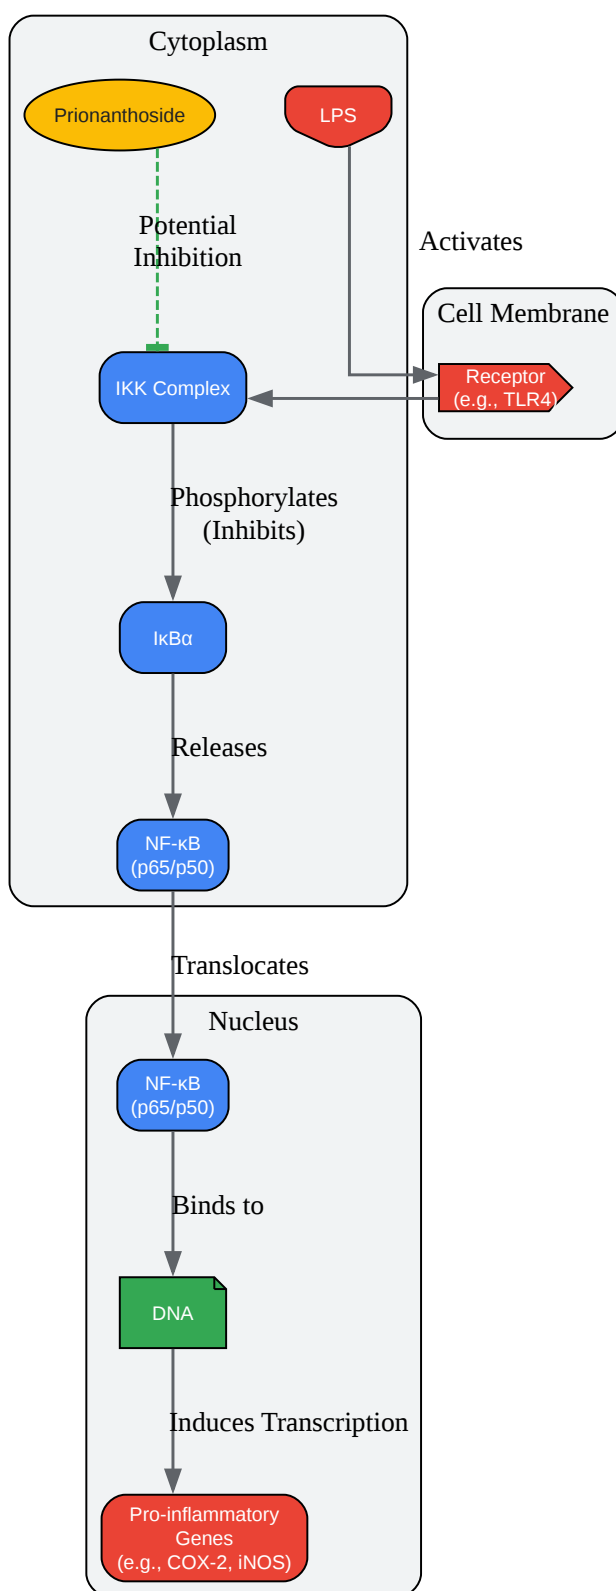 Cytoplasm
Prionanthoside
LPS
Potential
Inhibition
Activates
Cell Membrane
Receptor
(e.g., TLR4)
IKK Complex
Phosphorylates
(Inhibits)
IκBα
Releases
NF-κB
(p65/p50)
Translocates
Nucleus
NF-κB
(p65/p50)
Binds to
DNA
Induces Transcription
Pro-inflammatory
Genes
(e.g., COX-2, iNOS)